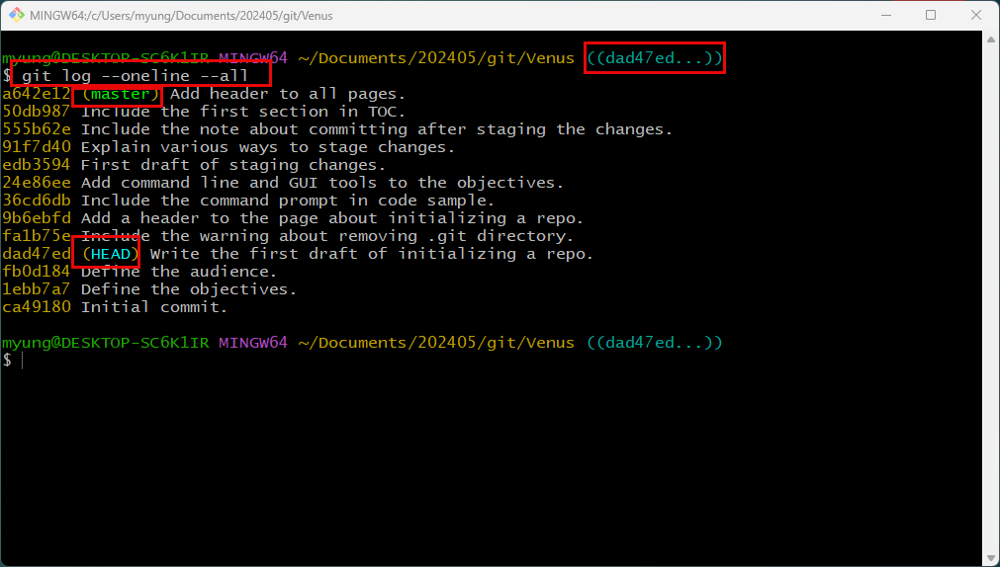 MINGW64:/c/Users/myung/Documents/202405/git/Venus
myung@DESKTOP-SC6K1IR MINGW64 ~/Documents/202405/git/Venus ((dad47ed...))
$ git log --oneline --all
a642e12 (master) Add header to all pages.
50db987 Include the first section in TOC.
555b62e Include the note about committing after staging the changes.
91f7d40 Explain various ways to stage changes.
edb3594 First draft of staging changes.
24e86ee Add command line and GUI tools to the objectives.
36cd6db Include the command prompt in code sample.
9b6ebfd Add a header to the page about initializing a repo.
fa1b75e Include the warning about removing .git directory.
dad47ed (HEAD) Write the first draft of initializing a repo.
fb0d184 Define the audience.
1ebb7a7 Define the objectives.
ca49180 Initial commit.
myung@DESKTOP-SC6K1IR MINGW64 ~/Documents/202405/git/Venus ((dad47ed...))
$